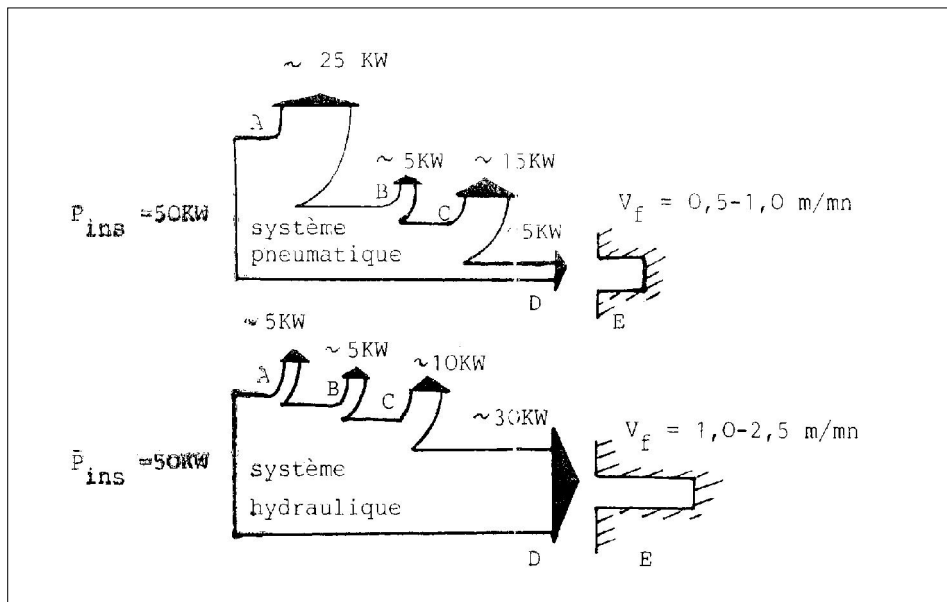 ~ 25 KW
A
~ 5KW
~ 15KW
B
C
P_ins =50KW
système
pneumatique
~5KW
V_f = 0,5-1,0 m/mn
D
E
~ 5KW
~ 5KW
~10KW
A
B
C
~30KW
V_f = 1,0-2,5 m/mn
P_ins =50KW
système
hydraulique
D
E